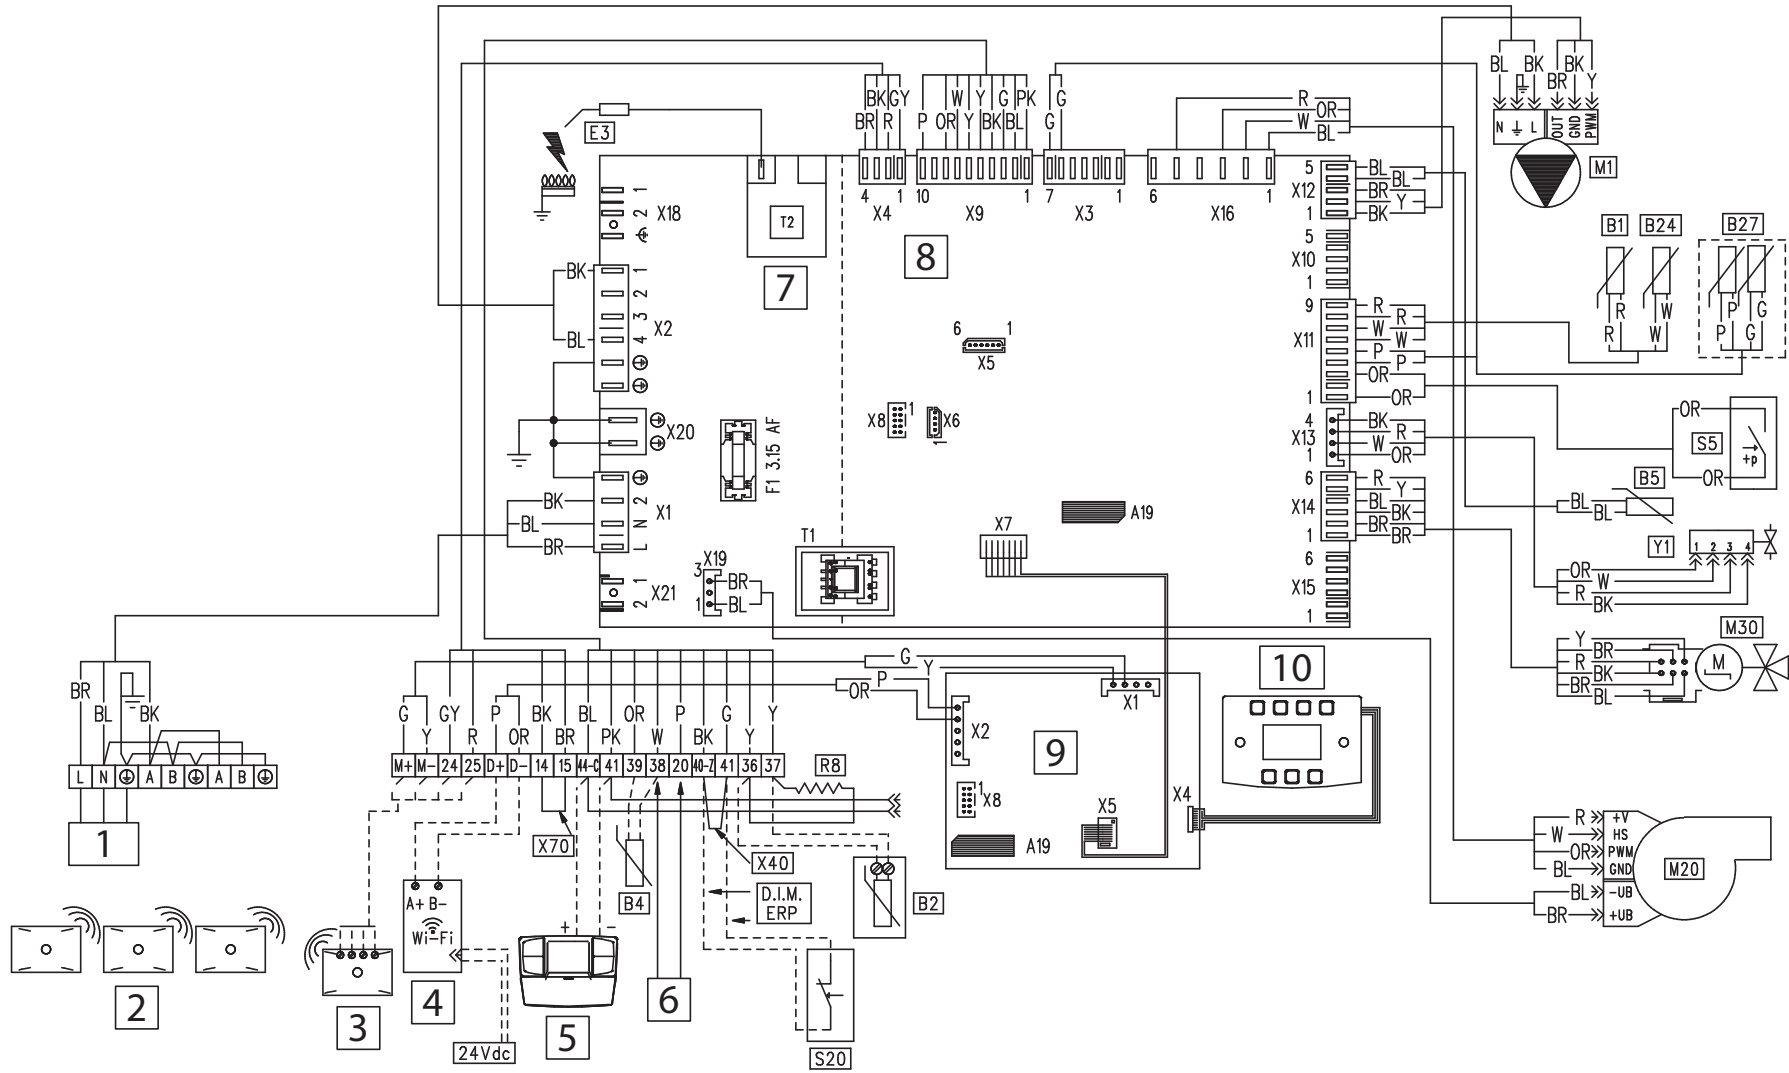 BL BK BK
BR Y
N L OUT GND PWM
M1
E3
BK GY
BR R
W Y G PK
P OR Y BK BL
G
G
R
OR
W
BL
4 1
X4
10 1
X9
7 1
X3
6 1
X16
1
2
X18
T2
7
8
5 BL
X12 BL
BR
Y
1 BK
5
X10
1
B1 B24 B27
R W P G
R W P G
BK 1
2
3
X2
BL 4
6 1
X5
9 R
R
W
X11 W
P
P
OR
1 OR
X20
F1 3.15 AF
X8 1
X6
1
4 BK
X13 R
W
1 OR
OR
S5
+p
OR
B5
BL
BL
BK 2
BL N X1
BR L
A19
X7
6 R
Y
X14 BL
BK
BR
1 BR
Y1
1 2 3 4
OR
W
R
BK
T1
X19
3 BR
1 BL
1
2
X21
6
X15
1
M30
Y
BR
R
BK
BR
BL
M
G
Y
P
OR
10
BR BL BK
G Y GY R P OR BK BR BL PK OR W P BK G Y Y
X1
X2
9
L N A B A B
M+ M- 24 25 D+ D- 14 15 44-C 41 39 38 20 40-Z 41 36 37
R8
1
X70
X40
1
X8
X5
X4
A19
R
+V
W
HS
OR
PWM
BL
GND
M20
BL
-UB
BR
+UB
A+ B-
Wi-Fi
B4
D.I.M.
ERP
B2
+ -
2
3
4
5
6
24Vdc
S20